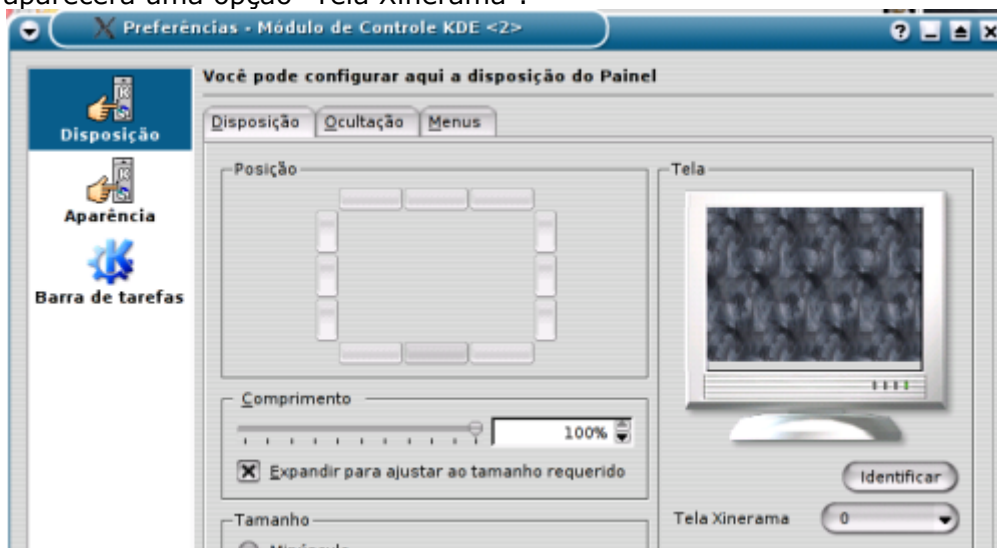 aparecerá uma opção "Tela Xinerama".
Preferências - Módulo de Controle KDE <2>
Você pode configurar aqui a disposição do Painel
Disposição
Aparência
Barra de tarefas
Disposição Ocultação Menus
Posição
Comprimento
100%
Expandir para ajustar ao tamanho requerido
Tamanho
Tela
Identificar
Tela Xinerama 0